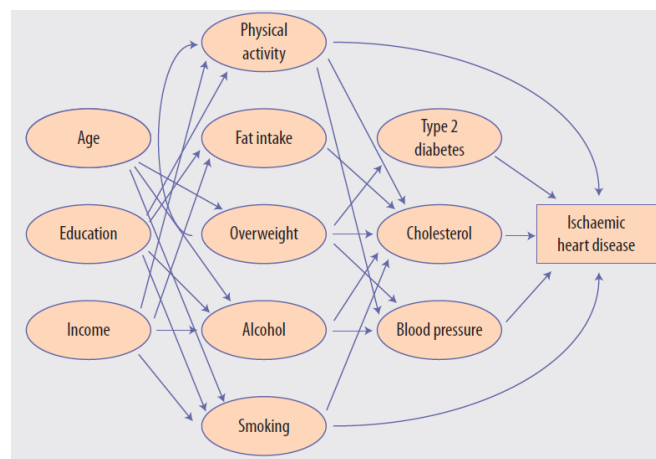 Physical
activity
Age
Fat intake
Type 2
diabetes
Education
Overweight
Cholesterol
Ischaemic
heart disease
Income
Alcohol
Blood pressure
Smoking